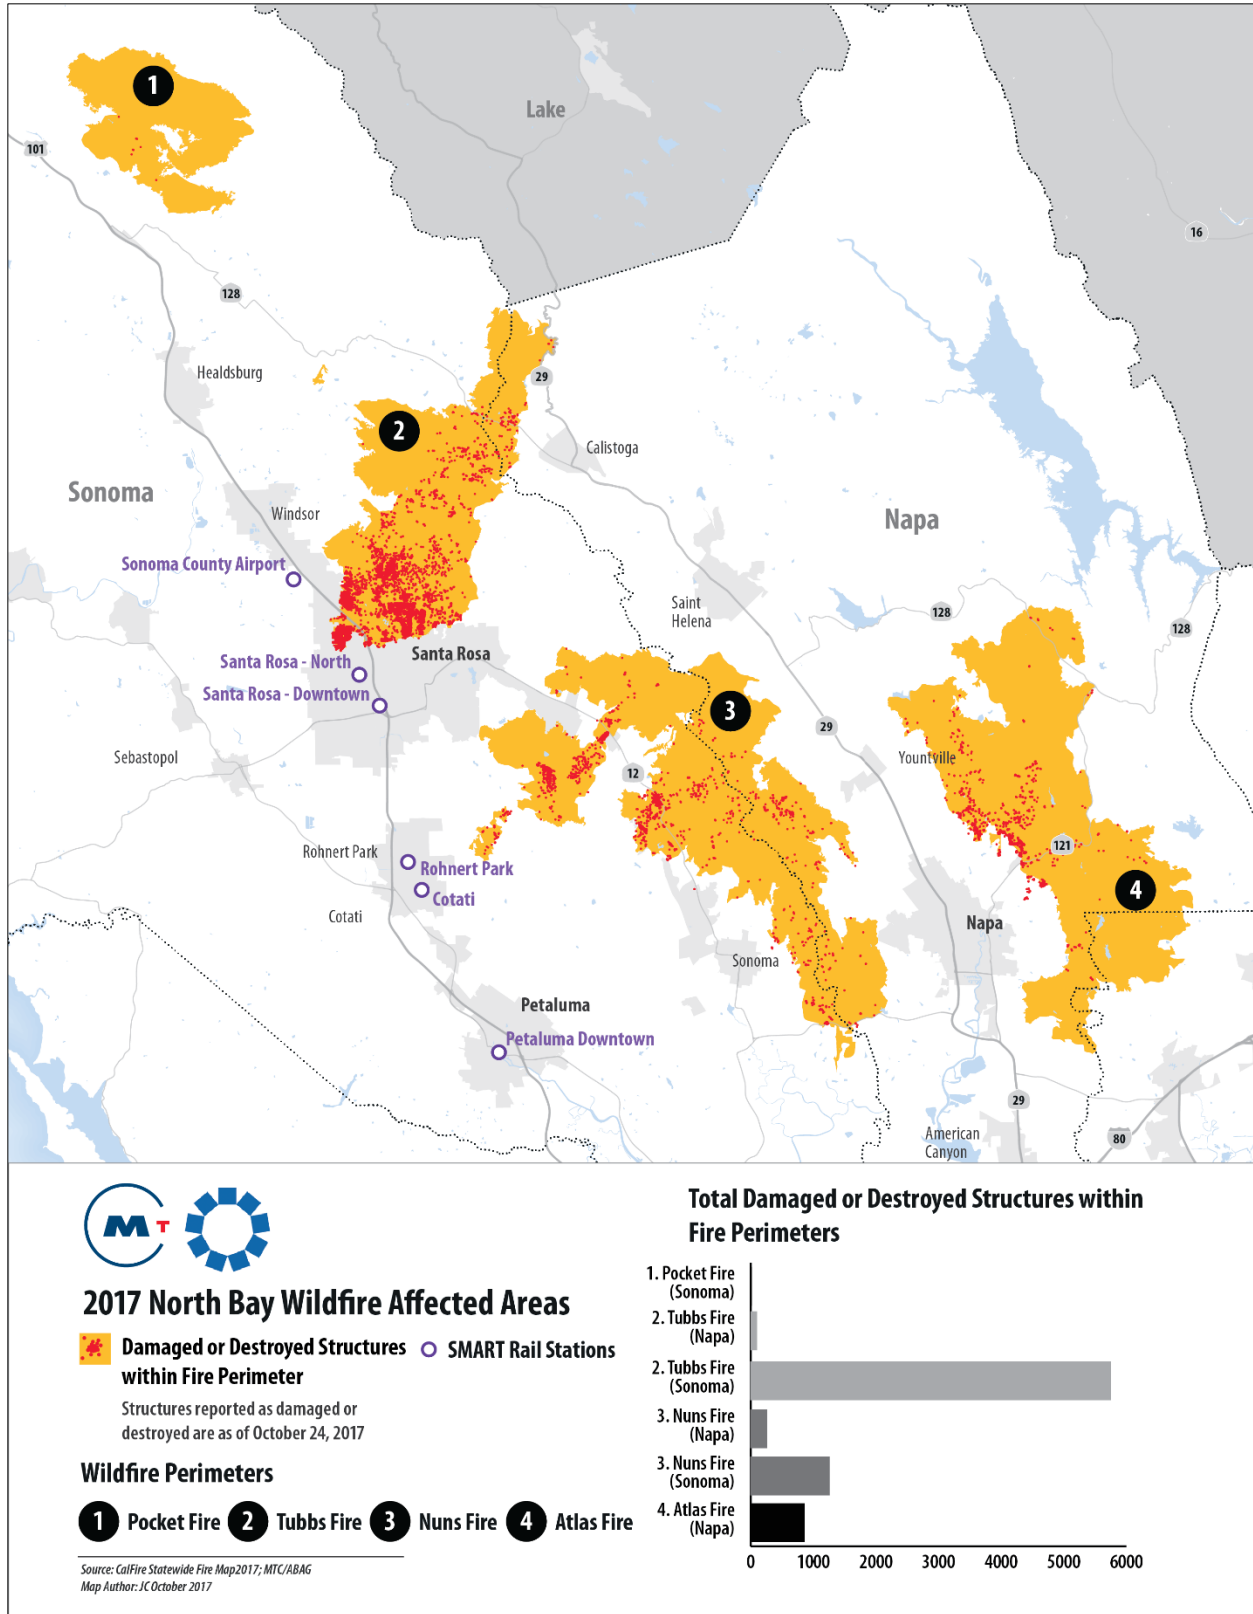 1
Lake
101
16
128
Healdsburg
29
2
Calistoga
Sonoma
Napa
Windsor
Sonoma County Airport
Saint
Helena
128
128
Santa Rosa
Santa Rosa - North
Santa Rosa - Downtown
3
29
Sebastopol
Yountville
12
Rohnert Park
Rohnert Park
121
Cotati
4
Cotati
Napa
Sonoma
Petaluma
Petaluma Downtown
29
American
Canyon
80
M T
2017 North Bay Wildfire Affected Areas
Damaged or Destroyed Structures
within Fire Perimeter
SMART Rail Stations
Structures reported as damaged or
destroyed are as of October 24, 2017
Wildfire Perimeters
1 Pocket Fire 2 Tubbs Fire 3 Nuns Fire 4 Atlas Fire
Source: CalFire Statewide Fire Map2017; MTC/ABAG
Map Author: JC October 2017
Total Damaged or Destroyed Structures within
Fire Perimeters
1. Pocket Fire
(Sonoma)
2. Tubbs Fire
(Napa)
2. Tubbs Fire
(Sonoma)
3. Nuns Fire
(Napa)
3. Nuns Fire
(Sonoma)
4. Atlas Fire
(Napa)
0 1000 2000 3000 4000 5000 6000